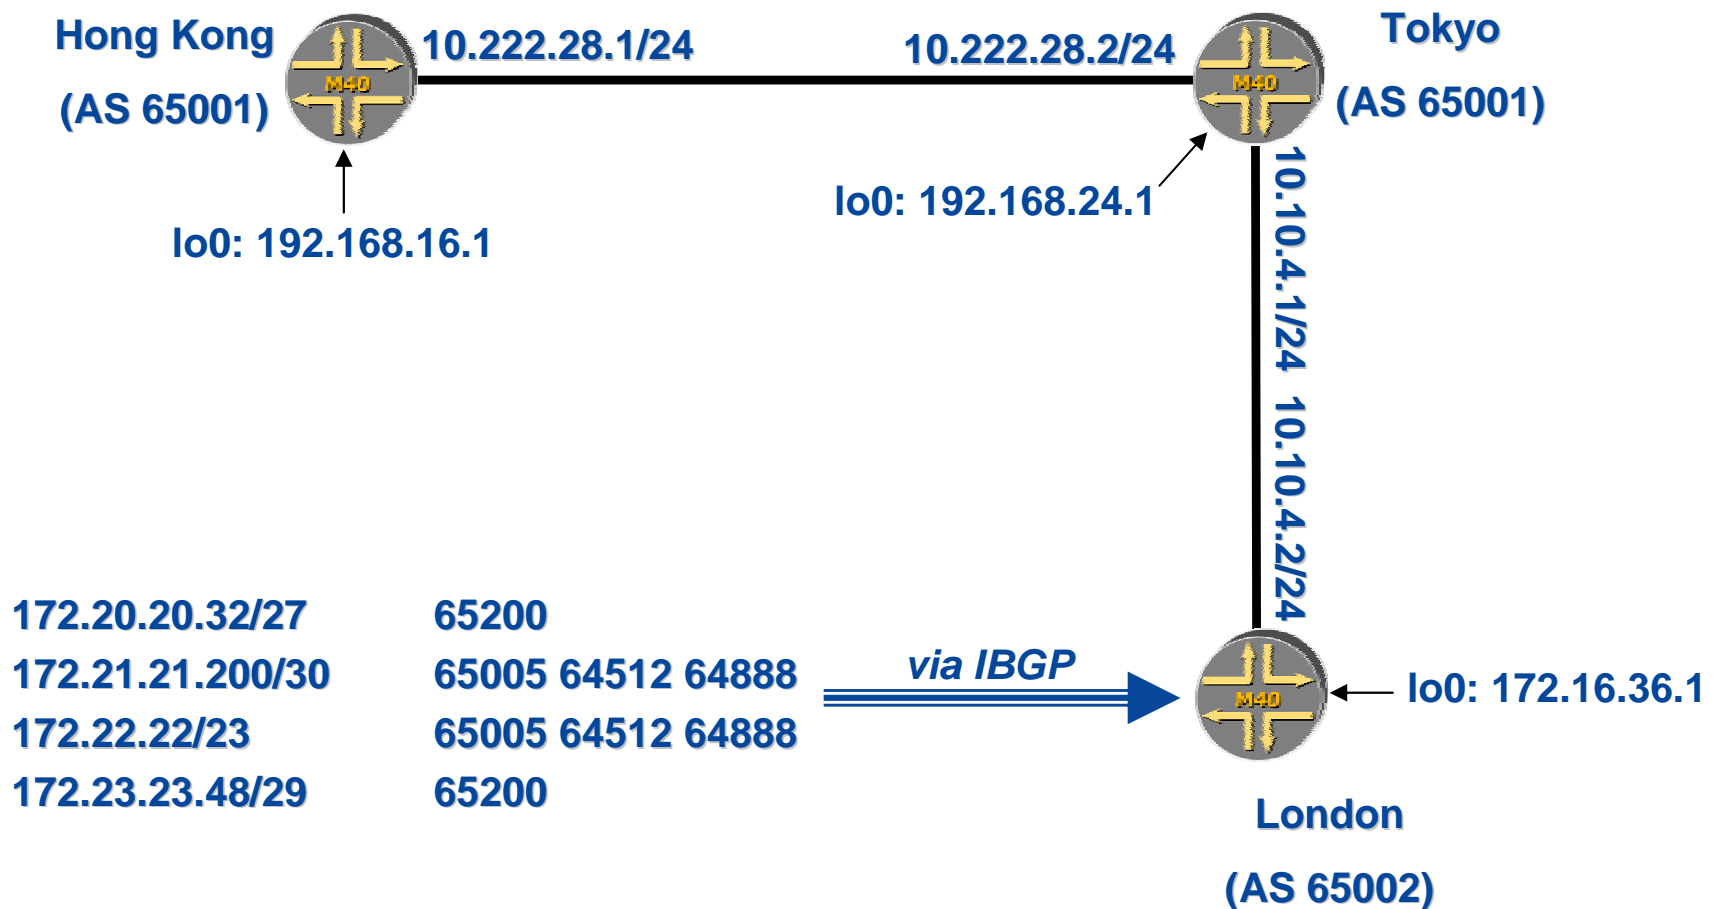 Hong Kong
(AS 65001)
M40
10.222.28.1/24
10.222.28.2/24
M40
Tokyo
(AS 65001)
lo0: 192.168.16.1
lo0: 192.168.24.1
10.10.4.1/24 10.10.4.2/24
172.20.20.32/27 65200
172.21.21.200/30 65005 64512 64888
172.22.22/23 65005 64512 64888
172.23.23.48/29 65200
via IBGP
M40
lo0: 172.16.36.1
London
(AS 65002)